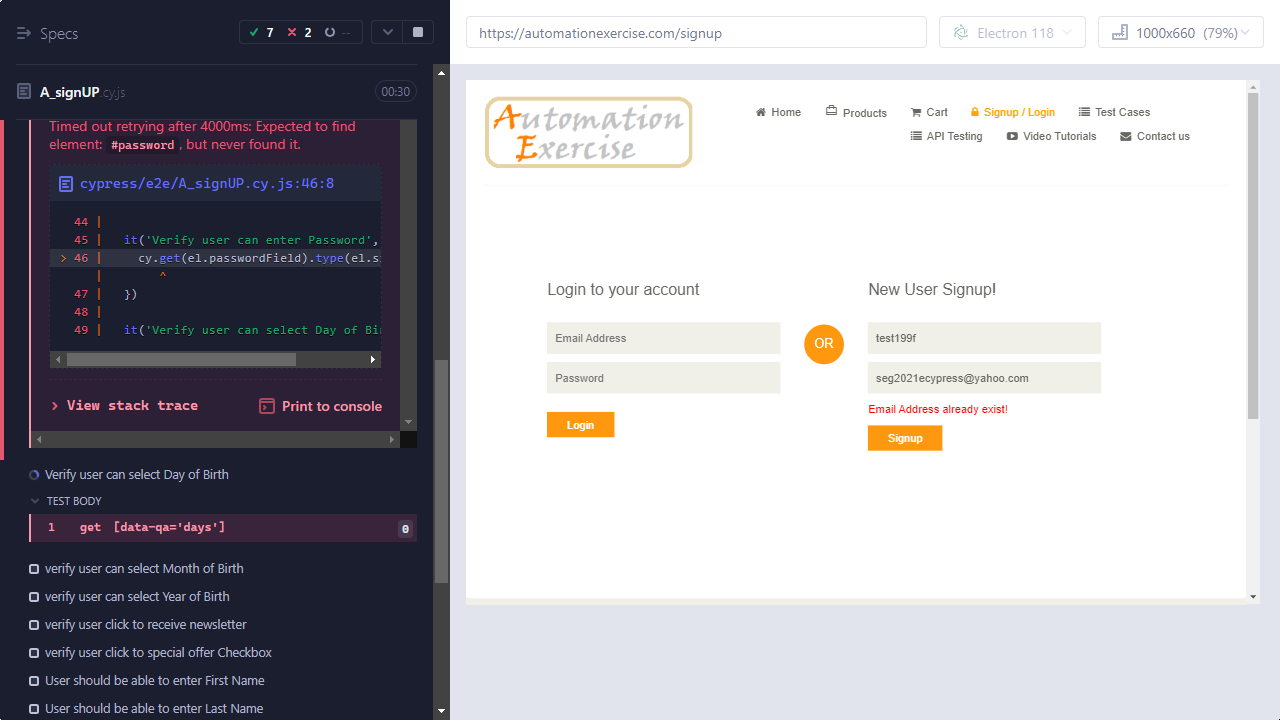 Specs
7
2
--
A_signUP.cy.js
00:30
Timed out retrying after 4000ms: Expected to find
element: #password, but never found it.
cypress/e2e/A_signUP.cy.js:46:8
44 |
45 | it('Verify user can enter Password',
> 46 | cy.get(el.passwordField).type(el.s
| ^
47 | })
48 |
49 | it('Verify user can select Day of Bi
> View stack trace
Print to console
Verify user can select Day of Birth
TEST BODY
1 get [data-qa='days'] 0
verify user can select Month of Birth
verify user can select Year of Birth
verify user click to receive newsletter
verify user click to special offer Checkbox
User should be able to enter First Name
User should be able to enter Last Name
https://automationexercise.com/signup
Electron 118
1000x660 (79%)
Automation
Exercise
Home
Products
Cart
Signup / Login
Test Cases
API Testing
Video Tutorials
Contact us
Login to your account
Email Address
Password
Login
OR
New User Signup!
test199f
seg2021ecypress@yahoo.com
Email Address already exist!
Signup